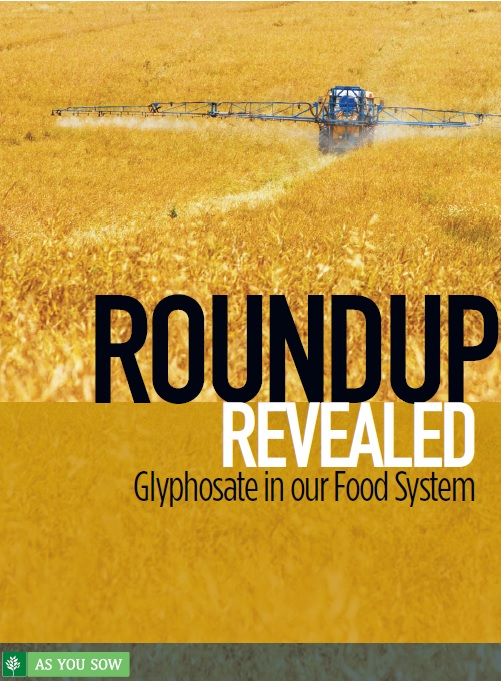 ROUNDUP
REVEALED
Glyphosate in our Food System
AS YOU SOW